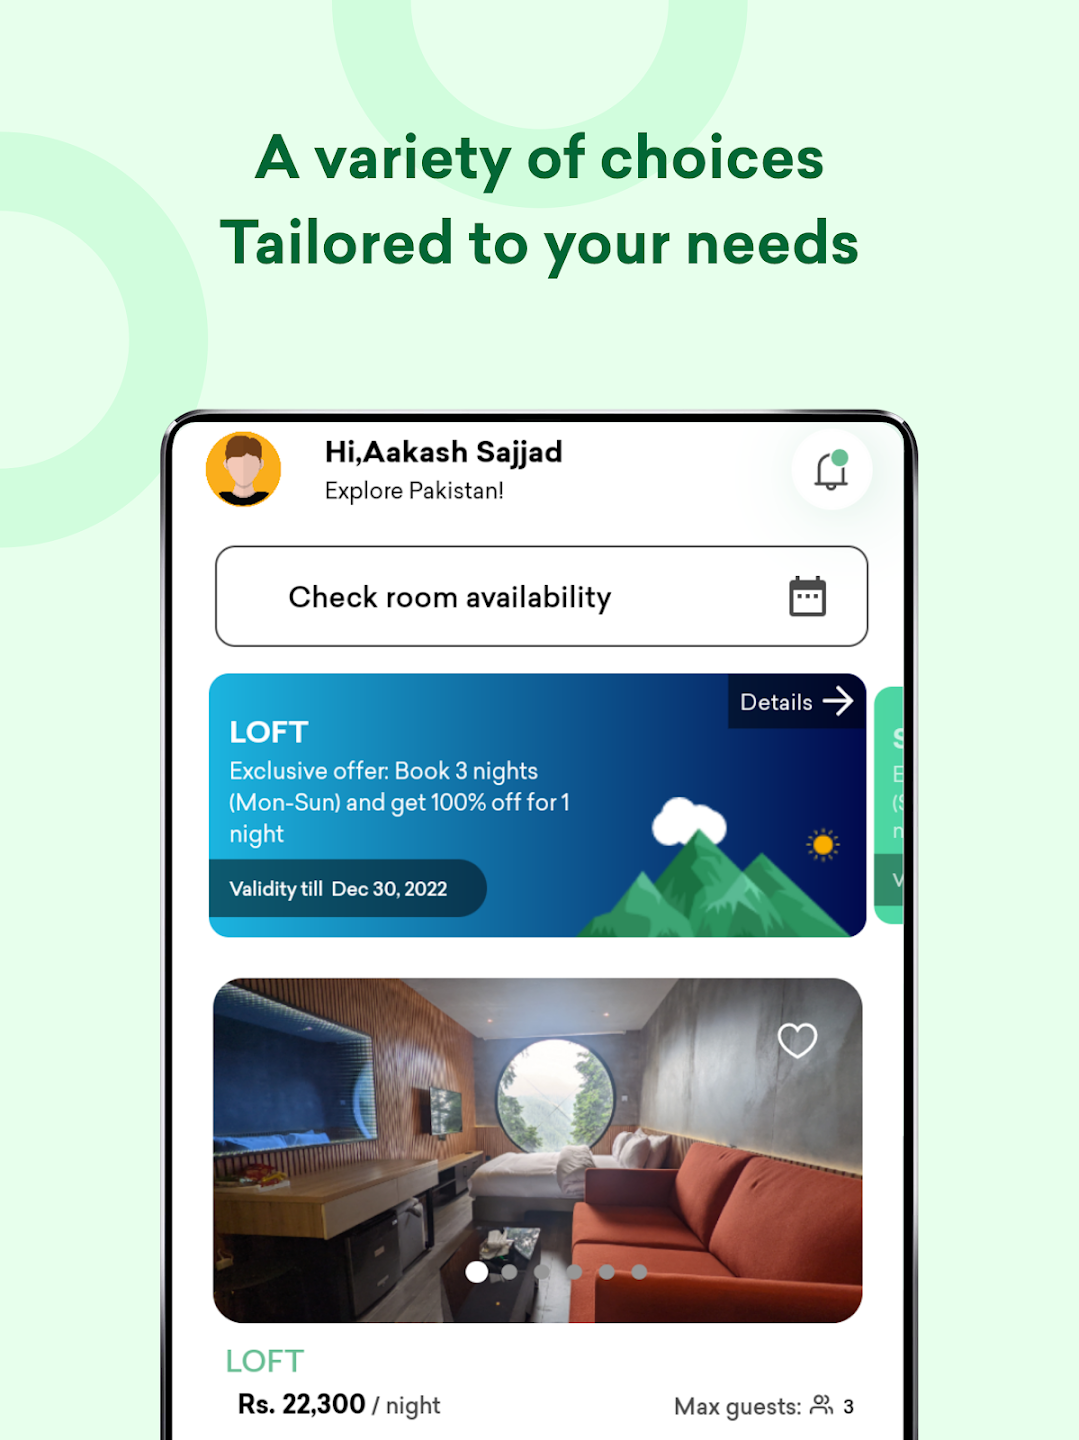 A variety of choices
Tailored to your needs
Hi,Aakash Sajjad
Explore Pakistan!
Check room availability
Details
LOFT
Exclusive offer: Book 3 nights
(Mon-Sun) and get 100% off for 1
night
Validity till Dec 30, 2022
LOFT
Rs. 22,300 / night
Max guests: 3